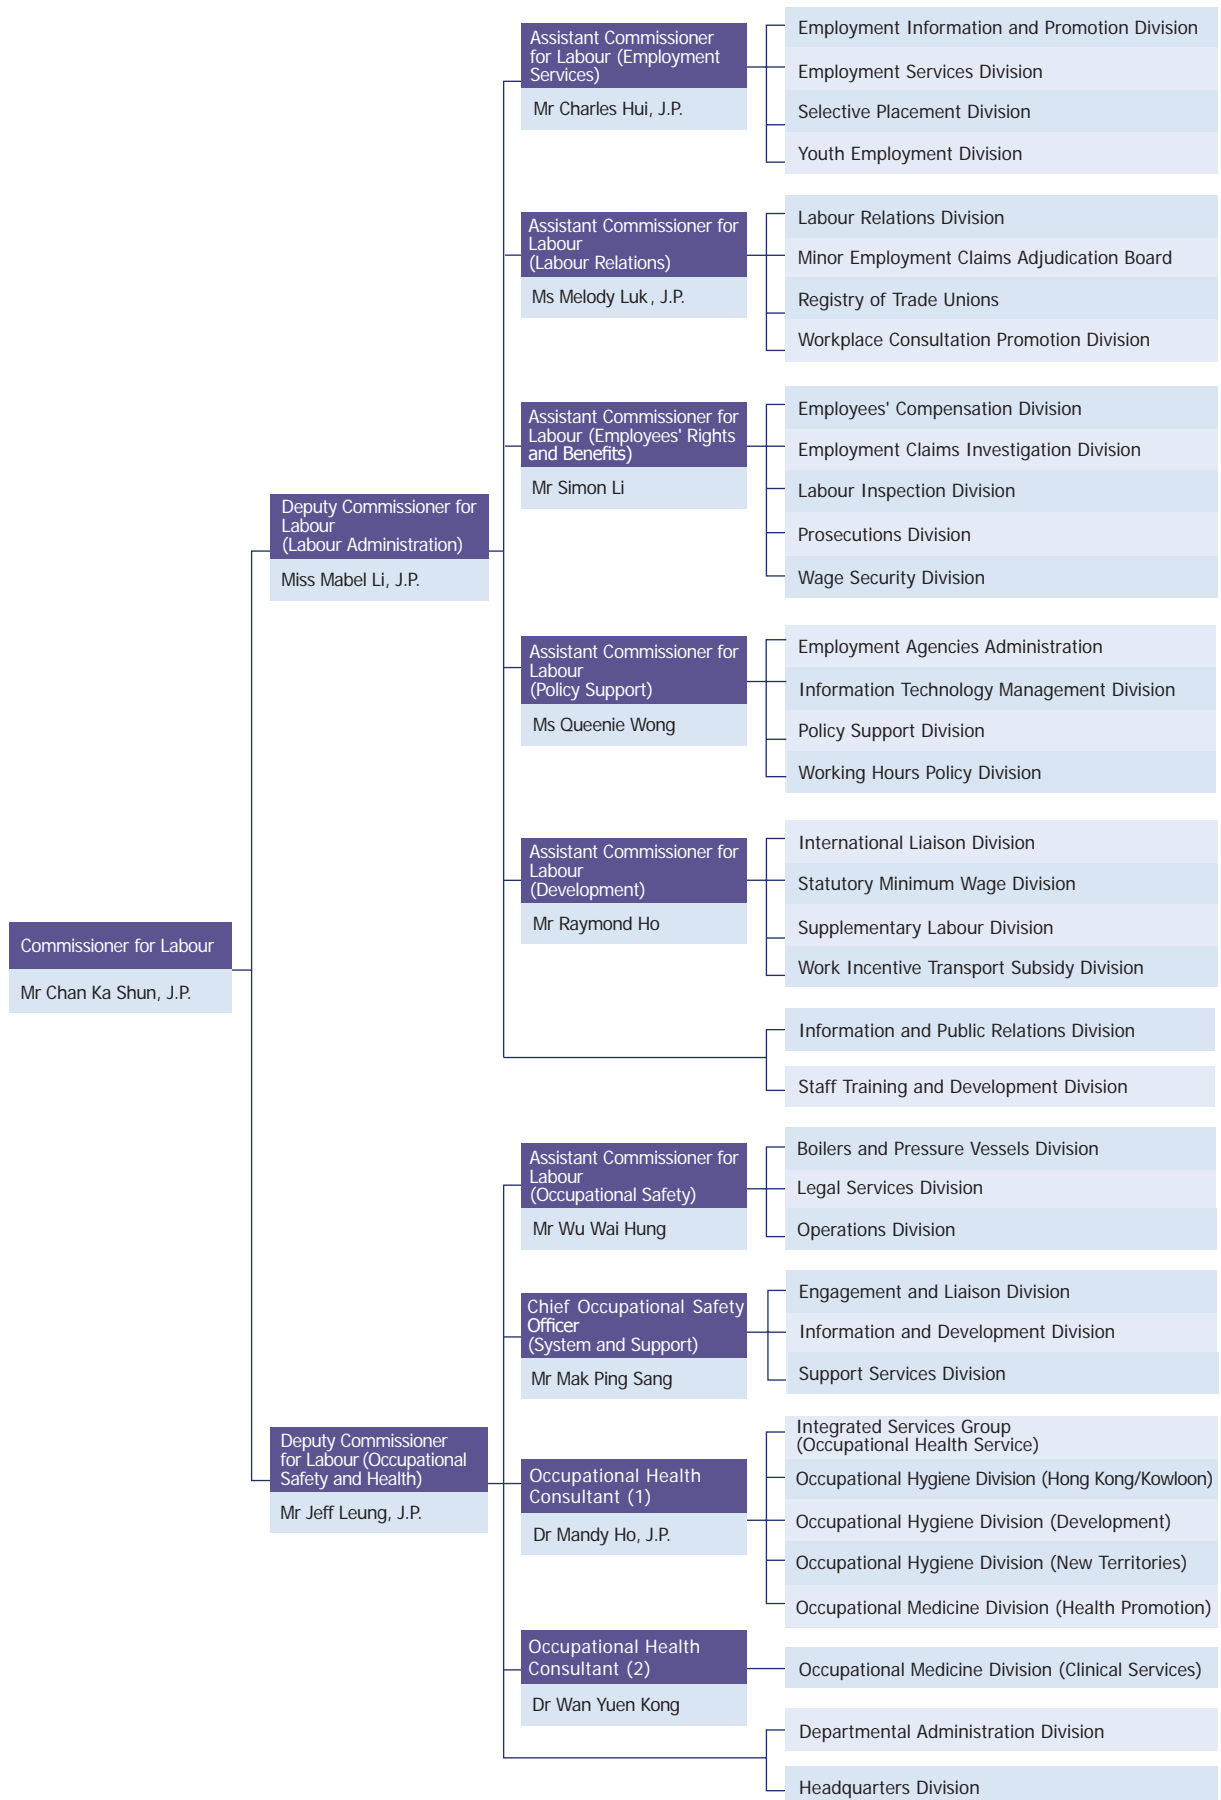 Commissioner for Labour
Mr Chan Ka Shun, J.P.
Deputy Commissioner for
Labour
(Labour Administration)
Miss Mabel Li, J.P.
Assistant Commissioner
for Labour (Employment
Services)
Mr Charles Hui, J.P.
Employment Information and Promotion Division
Employment Services Division
Selective Placement Division
Youth Employment Division
Assistant Commissioner for
Labour
(Labour Relations)
Ms Melody Luk, J.P.
Labour Relations Division
Minor Employment Claims Adjudication Board
Registry of Trade Unions
Workplace Consultation Promotion Division
Assistant Commissioner for
Labour (Employees' Rights
and Benefits)
Mr Simon Li
Employees' Compensation Division
Employment Claims Investigation Division
Labour Inspection Division
Prosecutions Division
Wage Security Division
Assistant Commissioner for
Labour
(Policy Support)
Ms Queenie Wong
Employment Agencies Administration
Information Technology Management Division
Policy Support Division
Working Hours Policy Division
Assistant Commissioner for
Labour
(Development)
Mr Raymond Ho
International Liaison Division
Statutory Minimum Wage Division
Supplementary Labour Division
Work Incentive Transport Subsidy Division
Information and Public Relations Division
Staff Training and Development Division
Deputy Commissioner
for Labour (Occupational
Safety and Health)
Mr Jeff Leung, J.P.
Assistant Commissioner for
Labour
(Occupational Safety)
Mr Wu Wai Hung
Boilers and Pressure Vessels Division
Legal Services Division
Operations Division
Chief Occupational Safety
Officer
(System and Support)
Mr Mak Ping Sang
Engagement and Liaison Division
Information and Development Division
Support Services Division
Occupational Health
Consultant (1)
Dr Mandy Ho, J.P.
Integrated Services Group
(Occupational Health Service)
Occupational Hygiene Division (Hong Kong/Kowloon)
Occupational Hygiene Division (Development)
Occupational Hygiene Division (New Territories)
Occupational Medicine Division (Health Promotion)
Occupational Health
Consultant (2)
Dr Wan Yuen Kong
Occupational Medicine Division (Clinical Services)
Departmental Administration Division
Headquarters Division